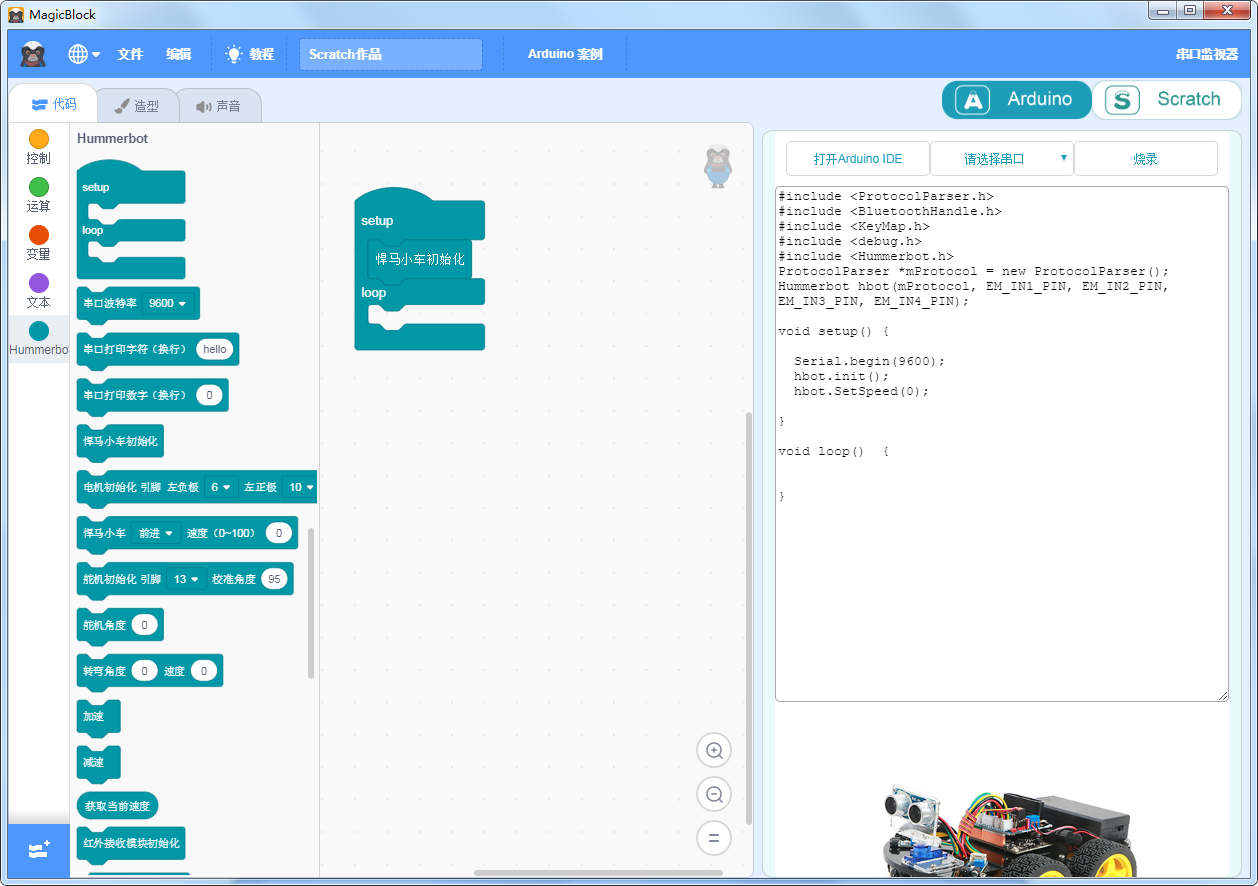 MagicBlock
文件 编辑 教程 Scratch作品 Arduino 案例 串口监视器
代码 造型 声音 Arduino Scratch
控制
运算
变量
文本
Hummerbo
Hummerbot
setup
loop
串口波特率 9600
串口打印字符（换行） hello
串口打印数字（换行） 0
悍马小车初始化
电机初始化 引脚 左负极 6 左正极 10
悍马小车 前进 速度（0~100） 0
舵机初始化 引脚 13 校准角度 95
舵机角度 0
转弯角度 0 速度 0
加速
减速
获取当前速度
红外接收模块初始化
setup
悍马小车初始化
loop
打开Arduino IDE 请选择串口 烧录
#include <ProtocolParser.h>
#include <BluetoothHandle.h>
#include <KeyMap.h>
#include <debug.h>
#include <Hummerbot.h>
ProtocolParser *mProtocol = new ProtocolParser();
Hummerbot hbot(mProtocol, EM_IN1_PIN, EM_IN2_PIN,
EM_IN3_PIN, EM_IN4_PIN);
void setup() {
Serial.begin(9600);
hbot.init();
hbot.SetSpeed(0);
}
void loop() {
}